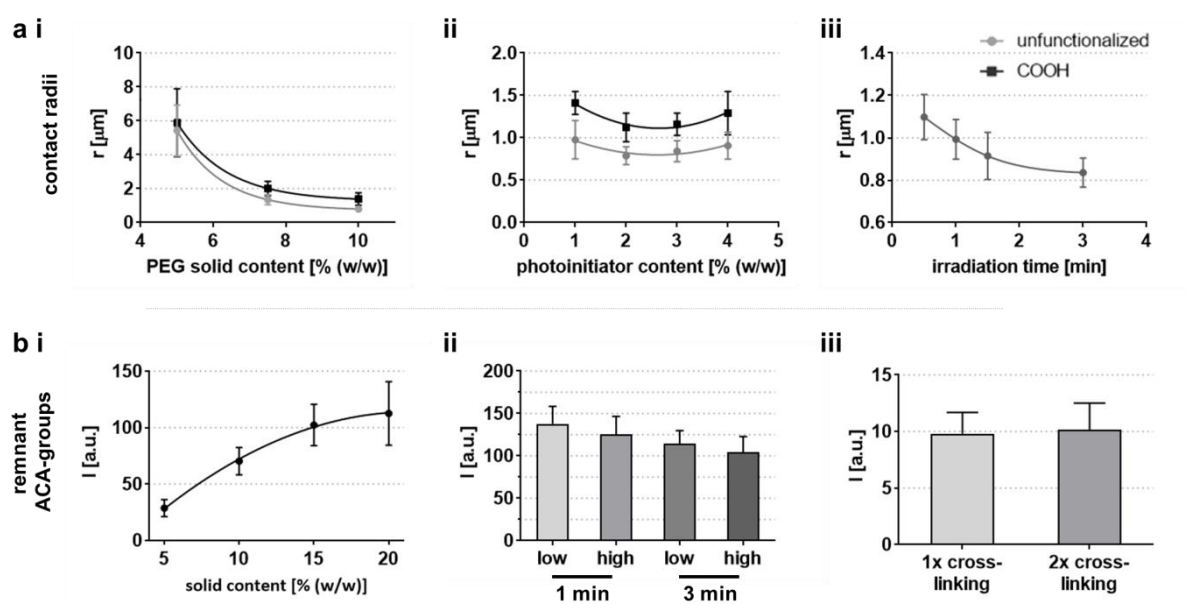 a i
ii
iii
contact radii
10
8
6
4
2
0
r [µm]
4 6 8 10
PEG solid content [% (w/w)]
2.0
1.5
1.0
0.5
0.0
r [µm]
0 1 2 3 4 5
photoinitiator content [% (w/w)]
unfunctionalized
COOH
1.4
1.2
1.0
0.8
0.6
r [µm]
0 1 2 3 4
irradiation time [min]
b i
ii
iii
remnant
ACA-groups
150
100
50
0
I [a.u.]
5 10 15 20
solid content [% (w/w)]
200
150
100
50
0
I [a.u.]
low high low high
1 min 3 min
15
10
5
0
I [a.u.]
1x cross-
linking
2x cross-
linking